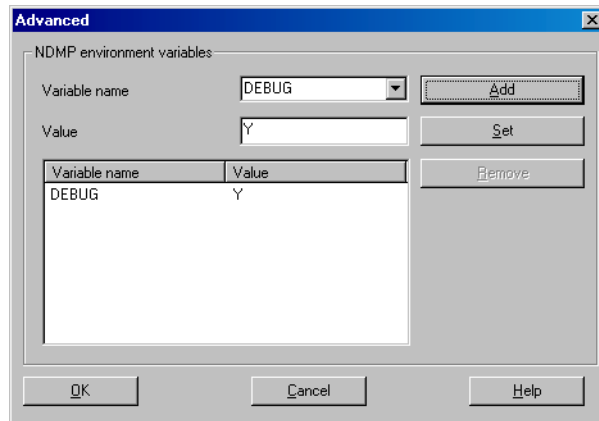 Advanced
NDMP environment variables
Variable name DEBUG Add
Value Y Set
Variable name Value Remove
DEBUG Y
OK Cancel Help